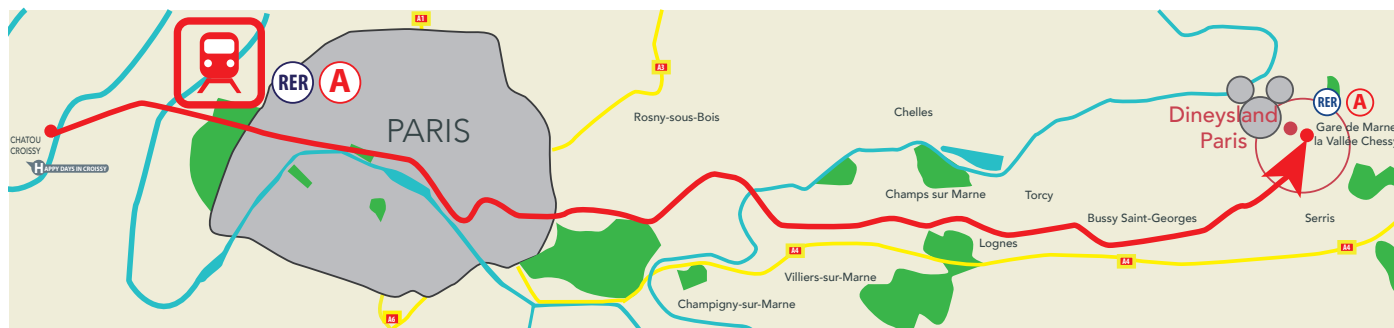 A1
RER A
A3
PARIS
Rosny-sous-Bois
Chelles
Dineysland
Paris
RER A
Gare de Marne
la Vallée Chessy
CHATOU
CROISSY
HAPPY DAYS IN CROISSY
Champs sur Marne
Torcy
Bussy Saint-Georges
Serris
Lognes
A4
A4
A4
Villiers-sur-Marne
Champigny-sur-Marne
A6